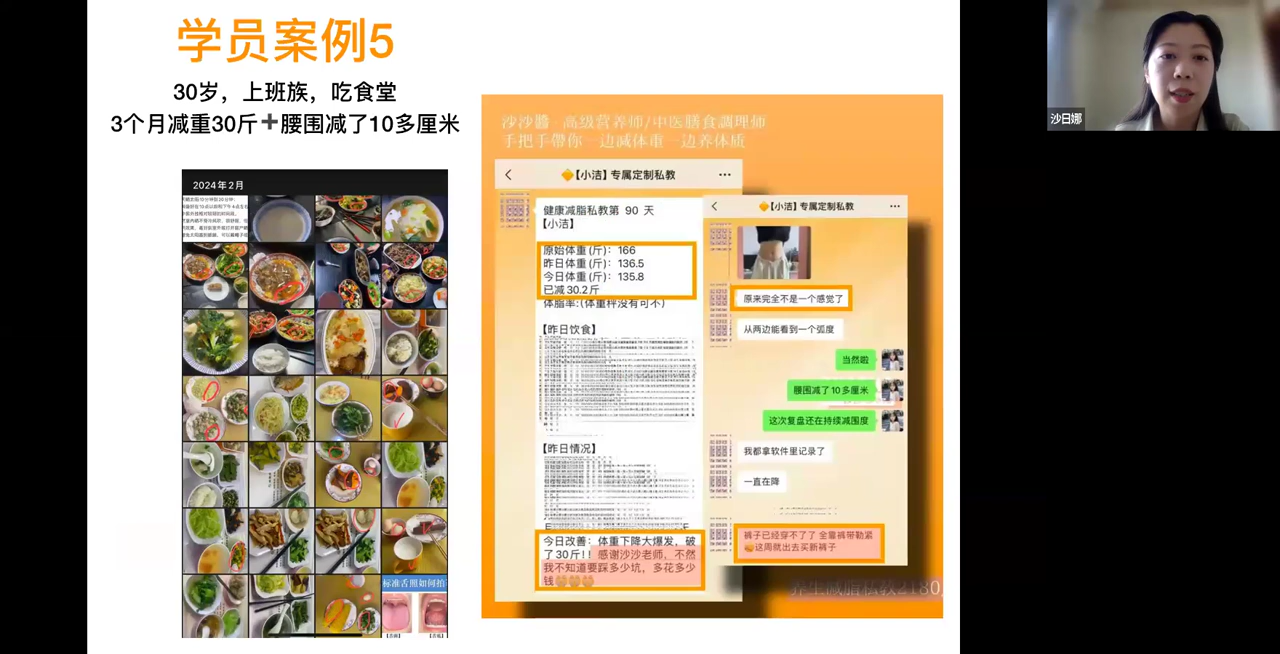 学员案例5
30岁，上班族，吃食堂
3个月减重30斤➕腰围减了10多厘米
2024年2月
标准舌照如何拍
沙沙醬-高级营养师/中医膳食調理师
手把手帶你一边减体重一边养体质
【小洁】专属定制私教
健康减脂私教第 90 天
【小洁】
原始体重(斤)：166
昨日体重(斤)：136.5
今日体重(斤)：135.8
已减30.2斤
体脂率:（体重秤没有可不）
【昨日饮食】
【昨日情况】
今日改善：体重下降大爆发，破
了30斤！！感谢沙沙老师，不然
我不知道要踩多少坑，多花多少
钱
【小洁】专属定制私教
原来完全不是一个感觉了
从两边能看到一个弧度
当然啦
腰围减了10多厘米
这次复盘还在持续减围度
我都拿软件里记录了
一直在降
裤子已经穿不了了 全靠裤带勒紧
这周就出去买新裤子
养生减脂私教2180
沙日娜